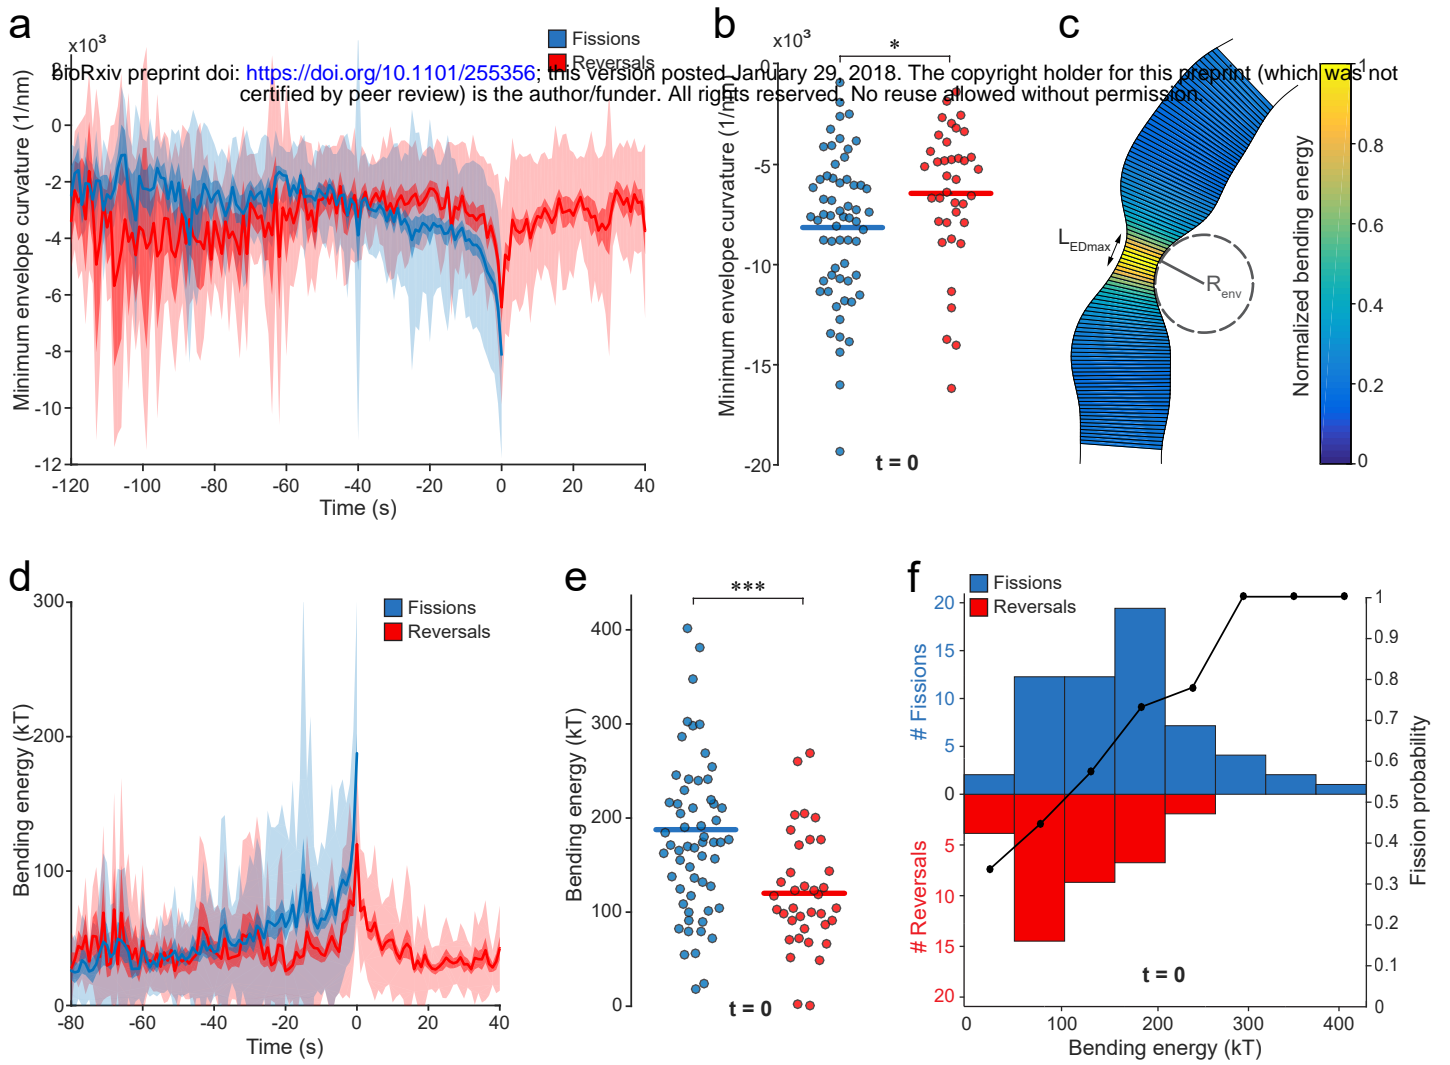 a
x10³
Fissions
Reversals
Minimum envelope curvature (1/nm)
2
0
-2
-4
-6
-8
-10
-12
-120
-100
-80
-60
-40
-20
0
20
40
Time (s)
bioRxiv preprint doi: https://doi.org/10.1101/255356; this version posted January 29, 2018. The copyright holder for this preprint (which was not
certified by peer review) is the author/funder. All rights reserved. No reuse allowed without permission.
b
x10³
*
Minimum envelope curvature (1/nm)
0
-5
-10
-15
-20
t = 0
c
LEDmax
Renv
Normalized bending energy
1
0.8
0.6
0.4
0.2
0
d
Fissions
Reversals
Bending energy (kT)
300
200
100
0
-80
-60
-40
-20
0
20
40
Time (s)
e
***
Bending energy (kT)
400
300
200
100
0
t = 0
f
Fissions
Reversals
# Fissions
20
15
10
5
0
# Reversals
5
10
15
20
t = 0
0
100
200
300
400
Bending energy (kT)
1
0.9
0.8
0.7
0.6
0.5
0.4
0.3
0.2
0.1
0
Fission probability